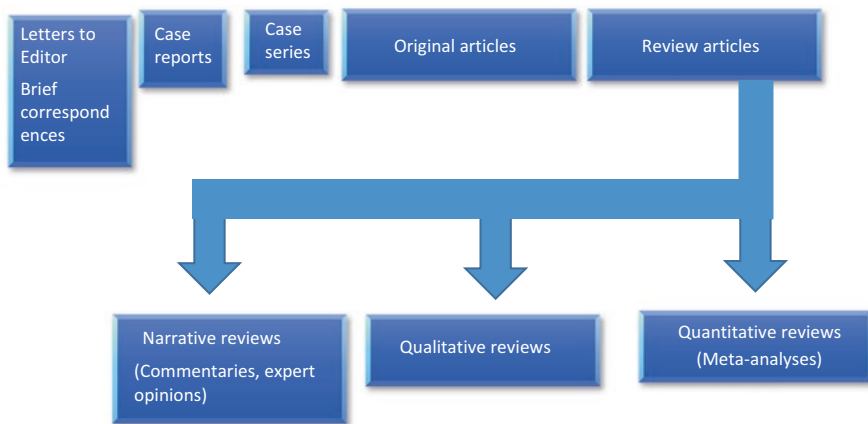 Letters to
Editor
Brief
correspond
ences
Case
reports
Case
series
Original articles
Review articles
Narrative reviews
(Commentaries, expert
opinions)
Qualitative reviews
Quantitative reviews
(Meta-analyses)